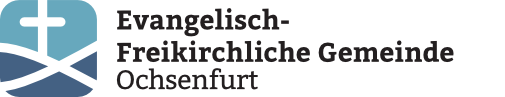 Evangelisch-
Freikirchliche Gemeinde
Ochsenfurt